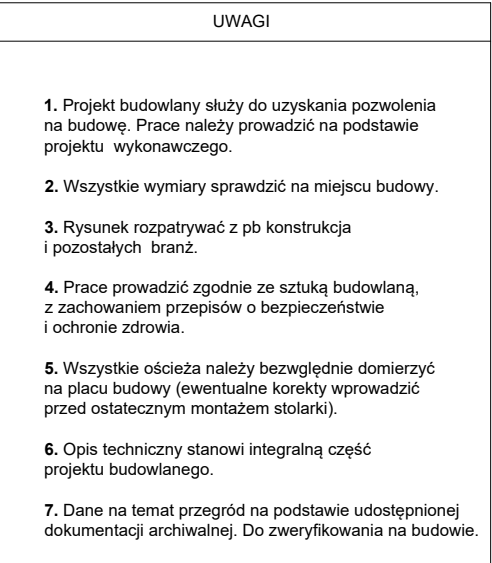 UWAGI
1. Projekt budowlany służy do uzyskania pozwolenia
na budowę. Prace należy prowadzić na podstawie
projektu wykonawczego.
2. Wszystkie wymiary sprawdzić na miejscu budowy.
3. Rysunek rozpatrywać z pb konstrukcja
i pozostałych branż.
4. Prace prowadzić zgodnie ze sztuką budowlaną,
z zachowaniem przepisów o bezpieczeństwie
i ochronie zdrowia.
5. Wszystkie ościeża należy bezwględnie domierzyć
na placu budowy (ewentualne korekty wprowadzić
przed ostatecznym montażem stolarki).
6. Opis techniczny stanowi integralną część
projektu budowlanego.
7. Dane na temat przegród na podstawie udostępnionej
dokumentacji archiwalnej. Do zweryfikowania na budowie.